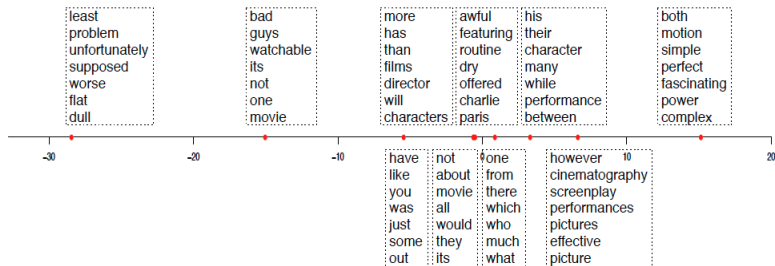 least
problem
unfortunately
supposed
worse
flat
dull
bad
guys
watchable
its
not
one
movie
more
has
than
films
director
will
characters
awful
featuring
routine
dry
offered
charlie
paris
his
their
character
many
while
performance
between
both
motion
simple
perfect
fascinating
power
complex
−30
−20
−10
0
10
20
have
like
you
was
just
some
out
not
about
movie
all
would
they
its
one
from
there
which
who
much
what
however
cinematography
screenplay
performances
pictures
effective
picture